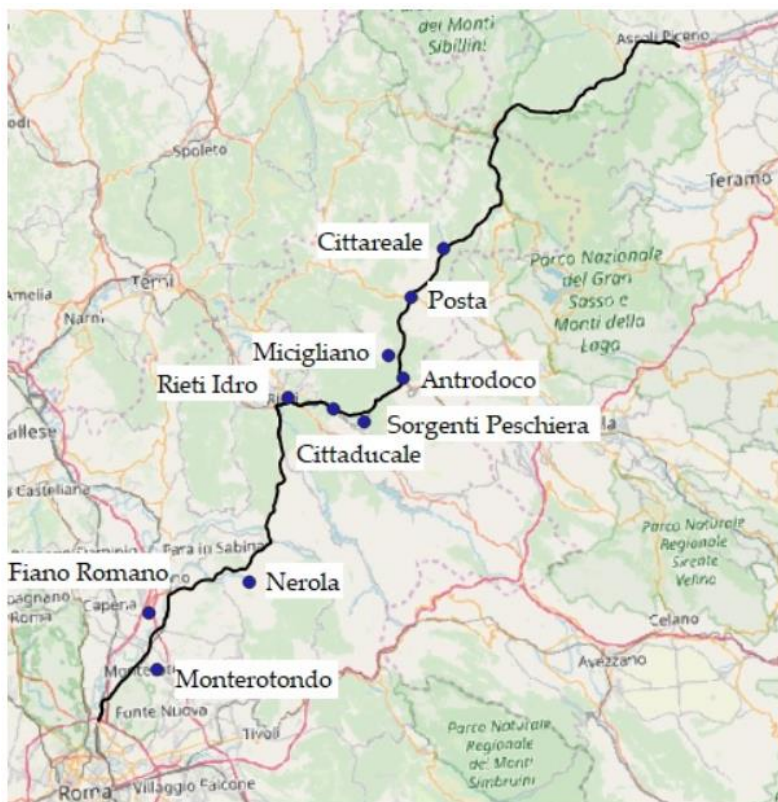 dei Monti
Sibillini
Ascoli Piceno
Spoleto
Teramo
Cittareale
Parco Nazionale
del Gran
Sasso e
Monti della
Laga
Terni
Amelia
Narni
Posta
Micigliano
Antrodoco
Rieti Idro
Sorgenti Peschiera
Cittaducale
Parco Naturale
Regionale
Sirente
Velino
Fara in Sabina
Fiano Romano
Nerola
Capena
Roma
Celano
Avezzano
Monterotondo
Fonte Nuova
Tivoli
Parco Naturale
Regionale
dei Monti
Simbruini
Roma
Villaggio Falcone